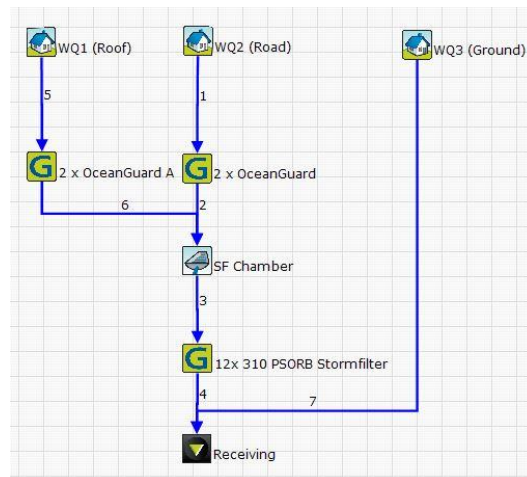 WQ1 (Roof)
WQ2 (Road)
WQ3 (Ground)
5
1
G 2 x OceanGuard A
G 2 x OceanGuard
6
2
SF Chamber
3
G 12x 310 PSORB Stormfilter
4
7
Receiving